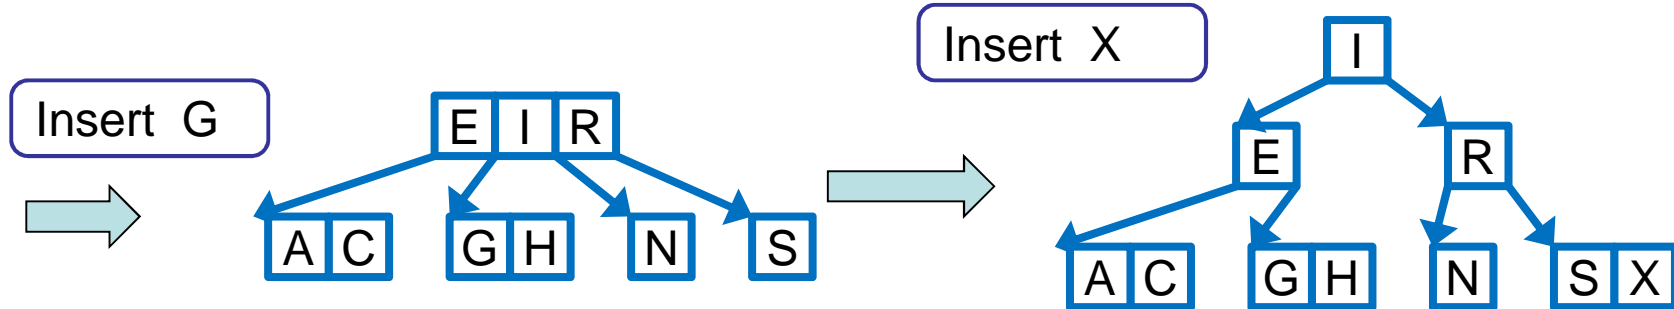 Insert G
E I R
A C G H N S
Insert X
I
E R
A C G H N S X